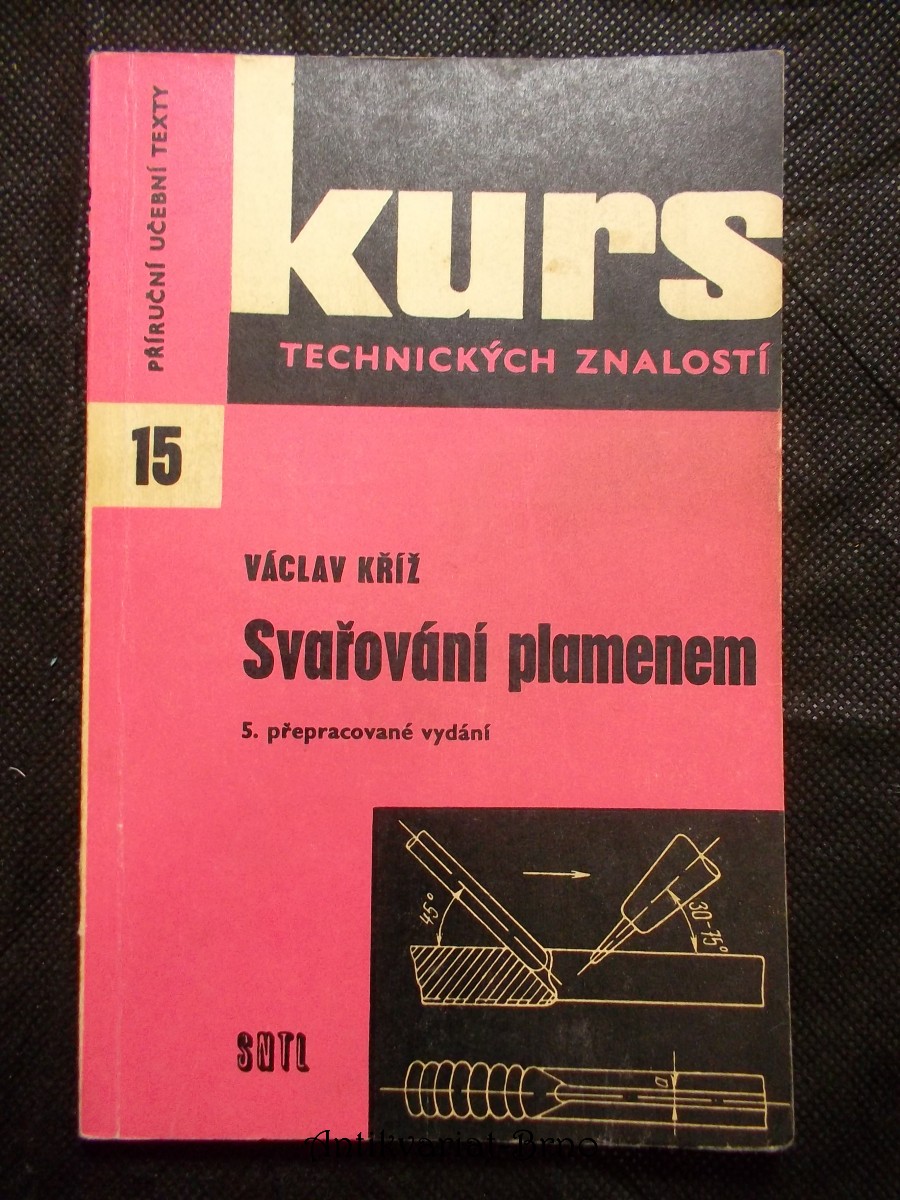 PŘÍRUČNÍ UČEBNÍ TEXTY
kurs
TECHNICKÝCH ZNALOSTÍ
15
VÁCLAV KŘÍŽ
Svařování plamenem
5. přepracované vydání
45°
30-75°
a
SNTL
Antikvariat Brno